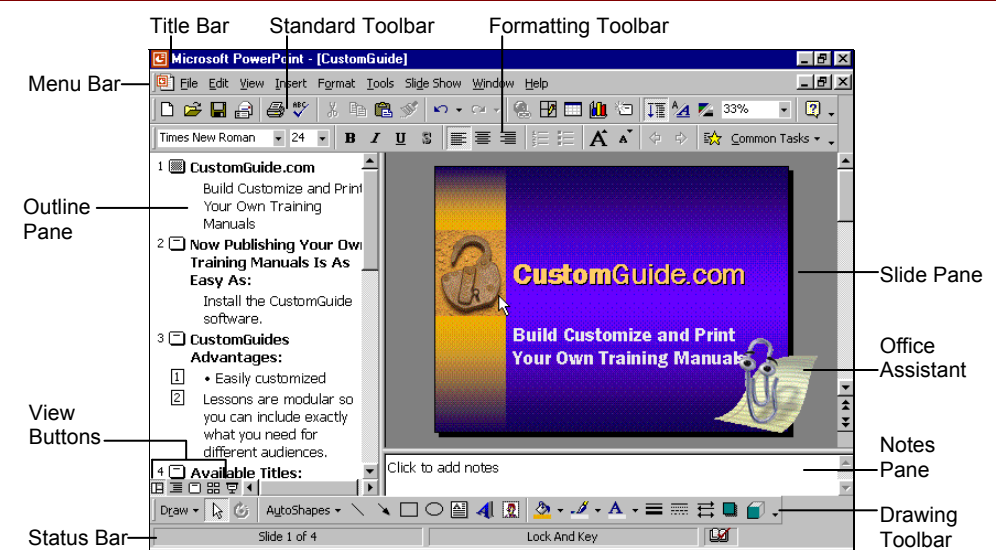 Title Bar Standard Toolbar Formatting Toolbar
Microsoft PowerPoint - [CustomGuide]
Menu Bar
File Edit View Insert Format Tools Slide Show Window Help
ABC 33%
Times New Roman 24 B I U S Common Tasks
Outline
Pane
1 CustomGuide.com
Build Customize and Print
Your Own Training
Manuals
2 Now Publishing Your Ow
Training Manuals Is As
Easy As:
Install the CustomGuide
software.
3 CustomGuides
Advantages:
1 • Easily customized
2 Lessons are modular so
you can include exactly
what you need for
different audiences.
4 Available Titles:
View
Buttons
CustomGuide.com
Build Customize and Print
Your Own Training Manuals
Slide Pane
Office
Assistant
Click to add notes
Notes
Pane
Draw AutoShapes
Drawing
Toolbar
Status Bar
Slide 1 of 4 Lock And Key